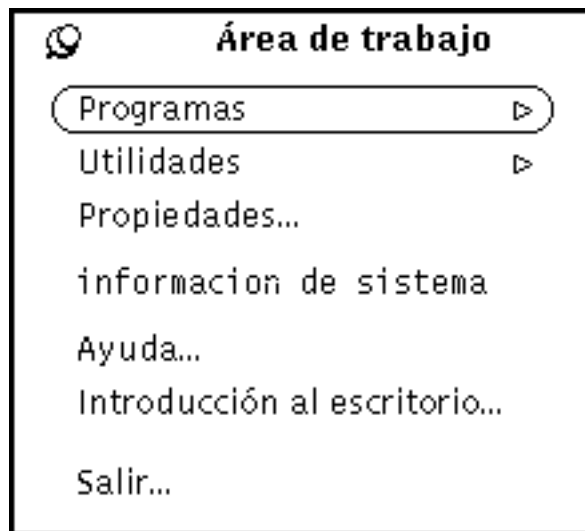 Área de trabajo
Programas
Utilidades
Propiedades...
informacion de sistema
Ayuda...
Introducción al escritorio...
Salir...